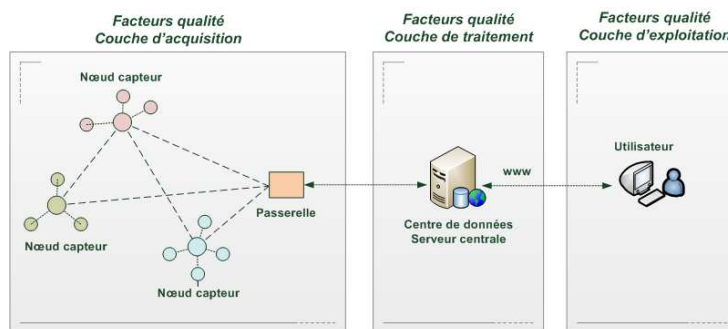 Facteurs qualité
Couche d'acquisition
Facteurs qualité
Couche de traitement
Facteurs qualité
Couche d'exploitation
Nœud capteur
Passerelle
Nœud capteur
Nœud capteur
www
Centre de données
Serveur centrale
Utilisateur